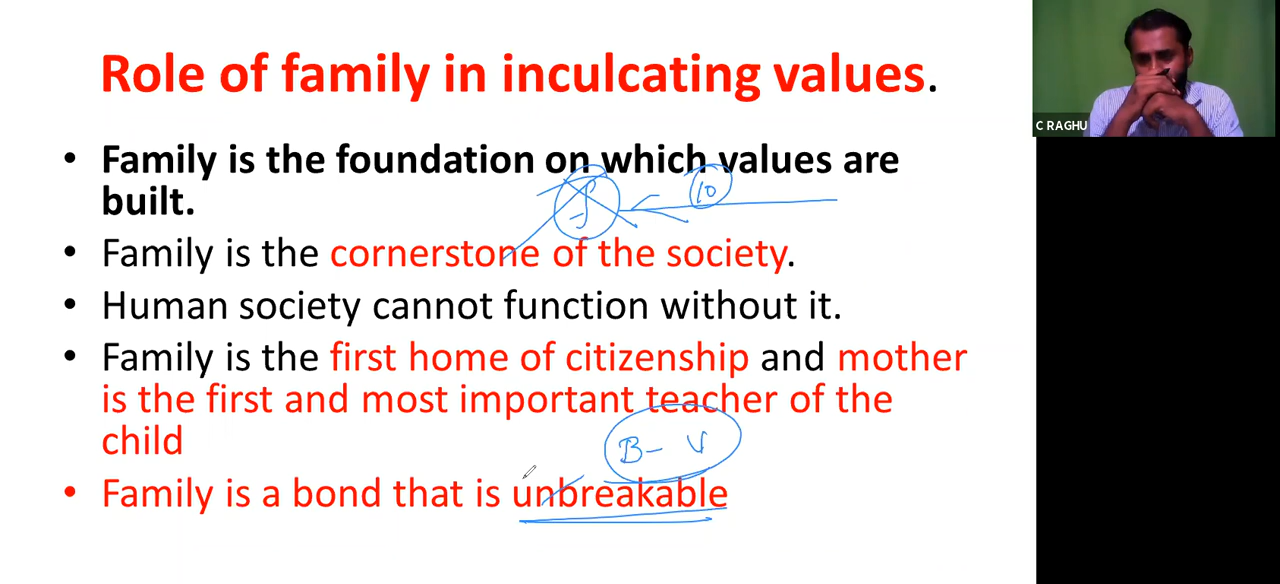 Role of family in inculcating values.
C RAGHU
• Family is the foundation on which values are
built.
10
• Family is the cornerstone of the society.
• Human society cannot function without it.
• Family is the first home of citizenship and mother
is the first and most important teacher of the
child
B- V
• Family is a bond that is unbreakable